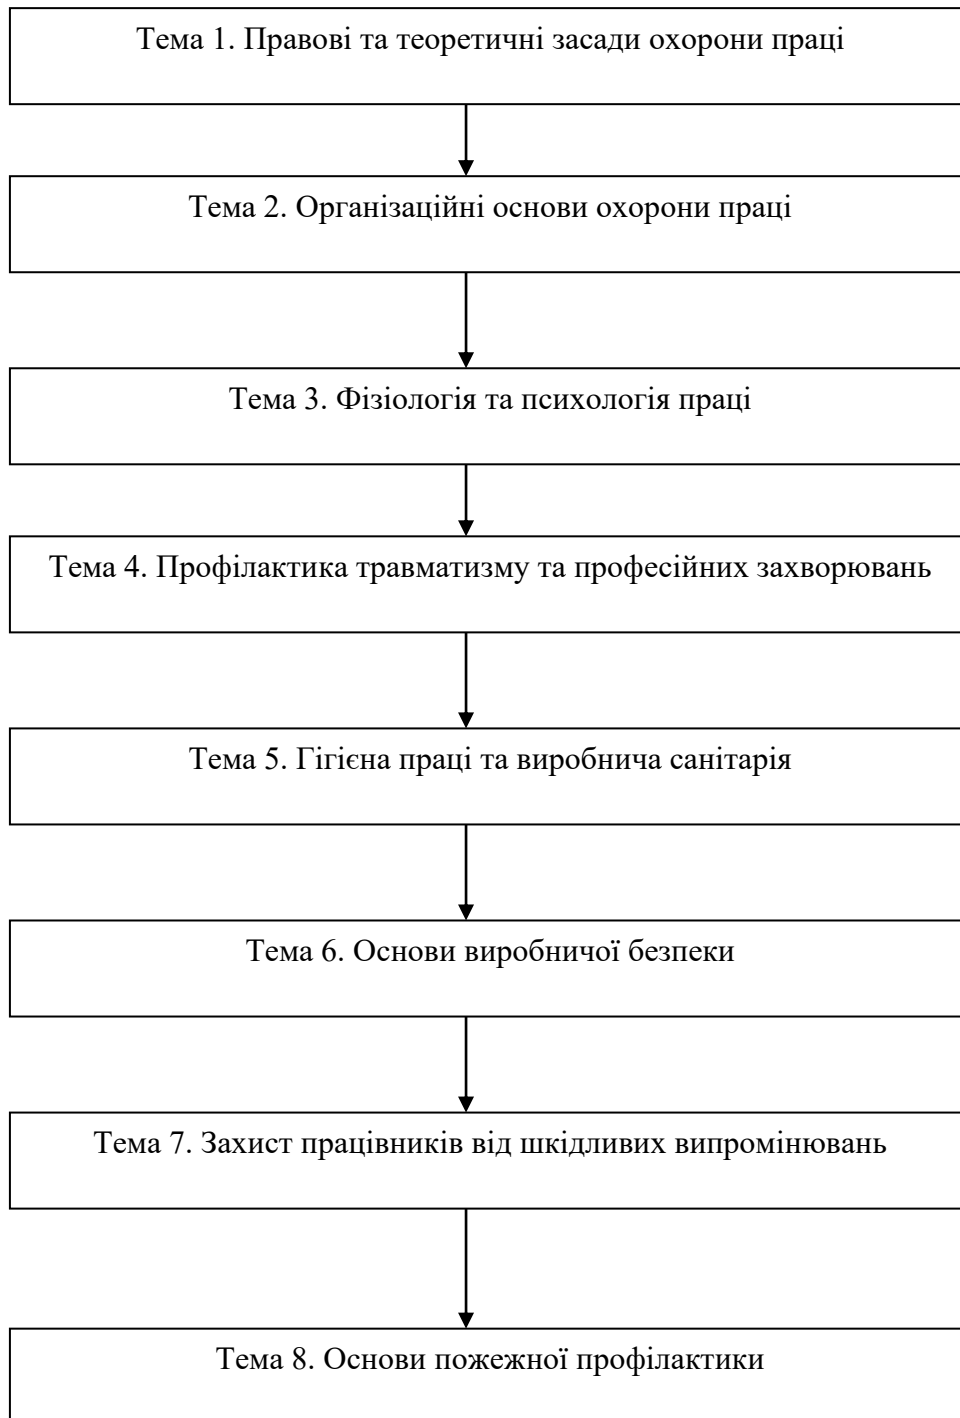 Тема 1. Правові та теоретичні засади охорони праці
Тема 2. Організаційні основи охорони праці
Тема 3. Фізіологія та психологія праці
Тема 4. Профілактика травматизму та професійних захворювань
Тема 5. Гігієна праці та виробнича санітарія
Тема 6. Основи виробничої безпеки
Тема 7. Захист працівників від шкідливих випромінювань
Тема 8. Основи пожежної профілактики